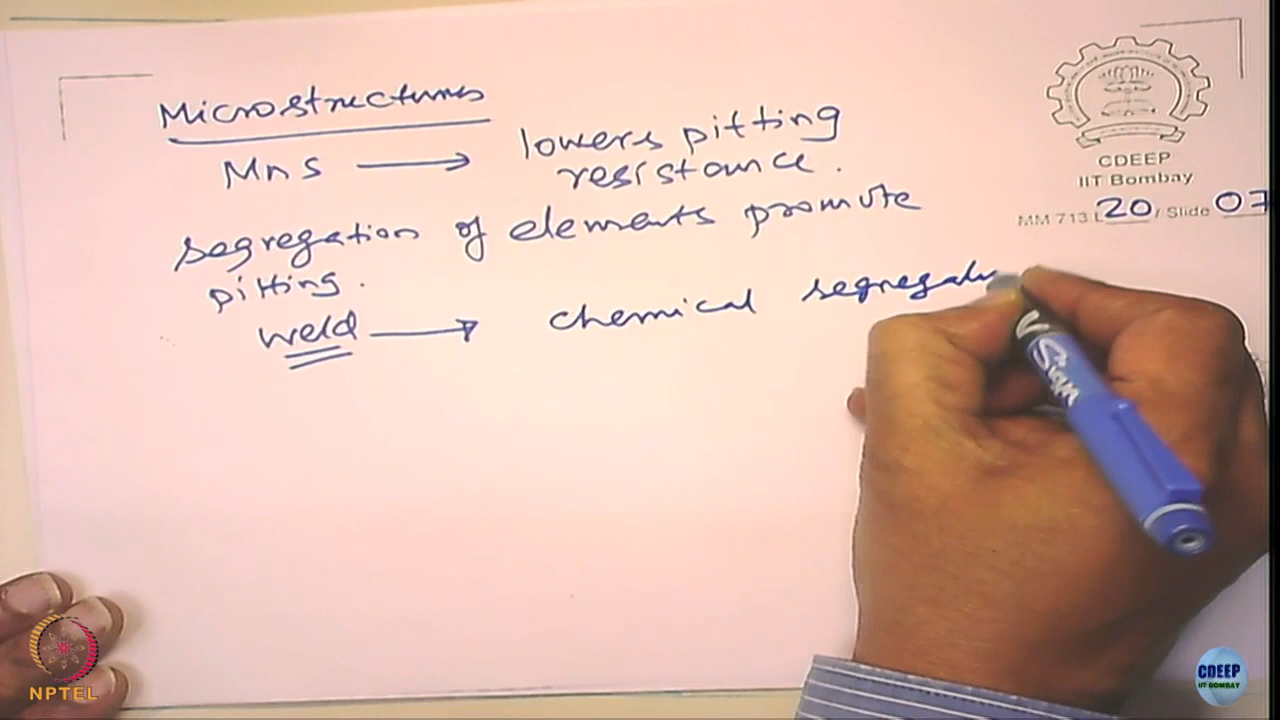 Microstructures
MnS → lowers pitting
resistance.
segregation of elements promote
pitting.
weld → chemical
CDEEP
IIT Bombay
MM 713 L 20 / Slide 07
Sign
NPTEL
CDEEP
IIT BOMBAY